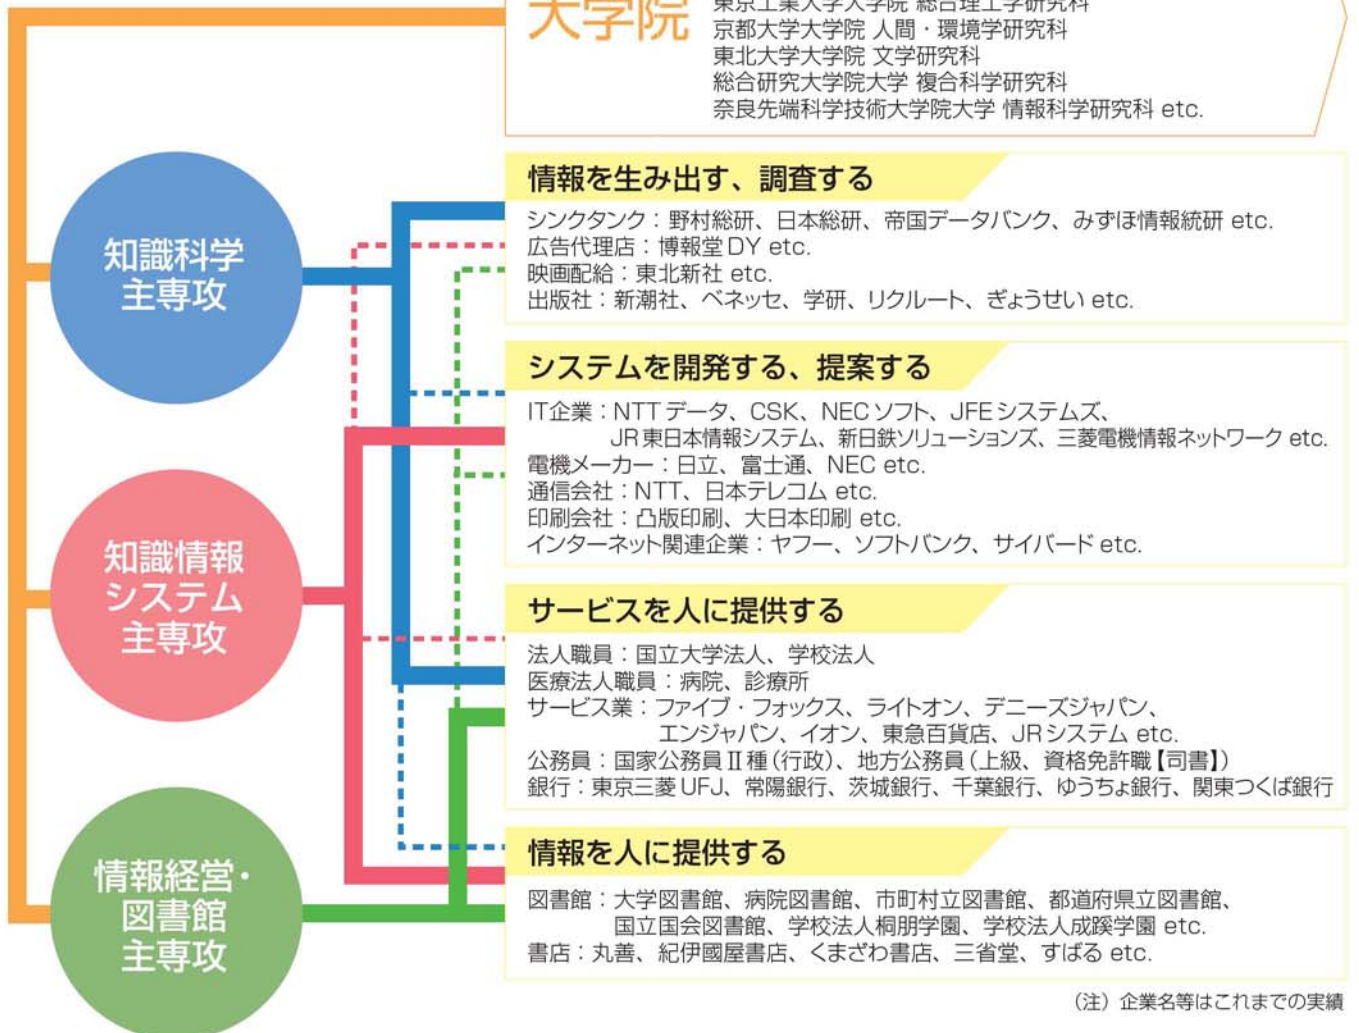 大学院
東京工業大学大学院 総合理工学研究科
京都大学大学院 人間・環境学研究科
東北大学大学院 文学研究科
総合研究大学院大学 複合科学研究科
奈良先端科学技術大学院大学 情報科学研究科 etc.
知識科学
主専攻
情報を生み出す、調査する
シンクタンク：野村総研、日本総研、帝国データバンク、みずほ情報統研 etc.
広告代理店：博報堂DY etc.
映画配給：東北新社 etc.
出版社：新潮社、ベネッセ、学研、リクルート、ぎょうせい etc.
システムを開発する、提案する
IT企業：NTTデータ、CSK、NECソフト、JFEシステムズ、
JR東日本情報システム、新日鉄ソリューションズ、三菱電機情報ネットワーク etc.
電機メーカー：日立、富士通、NEC etc.
通信会社：NTT、日本テレコム etc.
印刷会社：凸版印刷、大日本印刷 etc.
インターネット関連企業：ヤフー、ソフトバンク、サイバード etc.
知識情報
システム
主専攻
サービスを人に提供する
法人職員：国立大学法人、学校法人
医療法人職員：病院、診療所
サービス業：ファイブ・フォックス、ライトオン、デニーズジャパン、
エンジャパン、イオン、東急百貨店、JRシステム etc.
公務員：国家公務員Ⅱ種（行政）、地方公務員（上級、資格免許職【司書】）
銀行：東京三菱UFJ、常陽銀行、茨城銀行、千葉銀行、ゆうちょ銀行、関東つくば銀行
情報経営・
図書館
主専攻
情報を人に提供する
図書館：大学図書館、病院図書館、市町村立図書館、都道府県立図書館、
国立国会図書館、学校法人桐朋学園、学校法人成蹊学園 etc.
書店：丸善、紀伊國屋書店、くまざわ書店、三省堂、すばる etc.
（注）企業名等はこれまでの実績